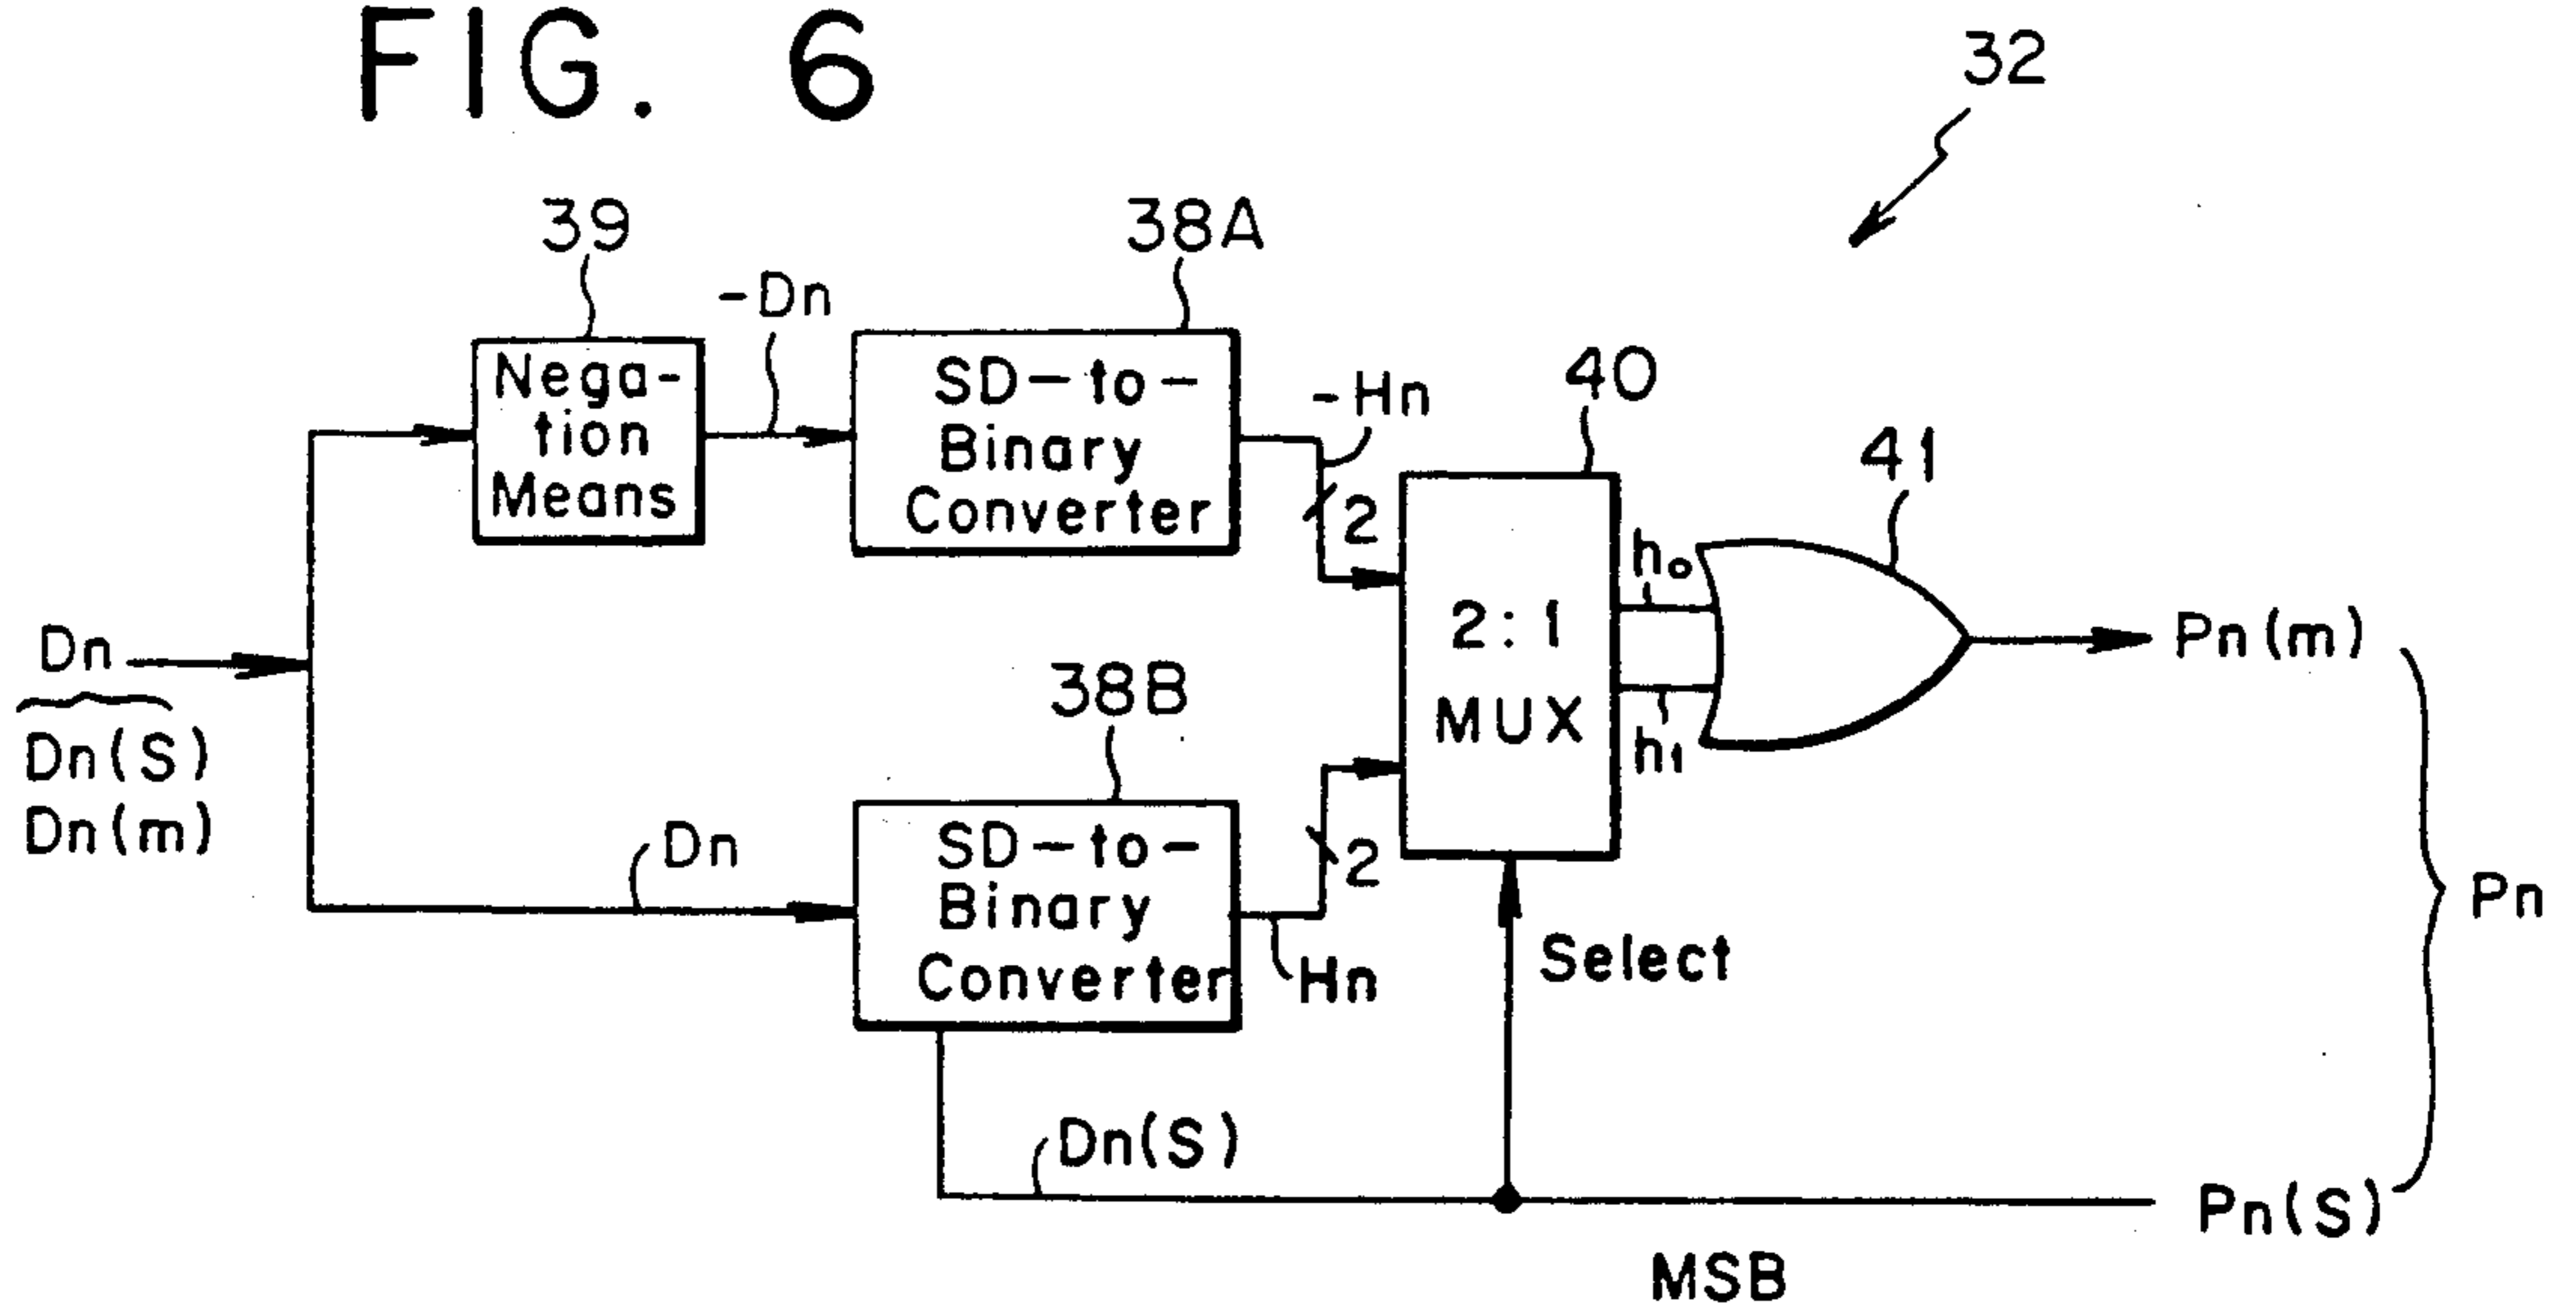 FIG. 6
32
39
38A
-Dn
Nega-
tion
Means
SD-to-
Binary
Converter
-Hn
2
40
41
2:1
MUX
h0
h1
Pn(m)
Dn
Dn(S)
Dn(m)
38B
Dn
SD-to-
Binary
Converter
2
Hn
Select
Pn
Dn(S)
Pn(S)
MSB